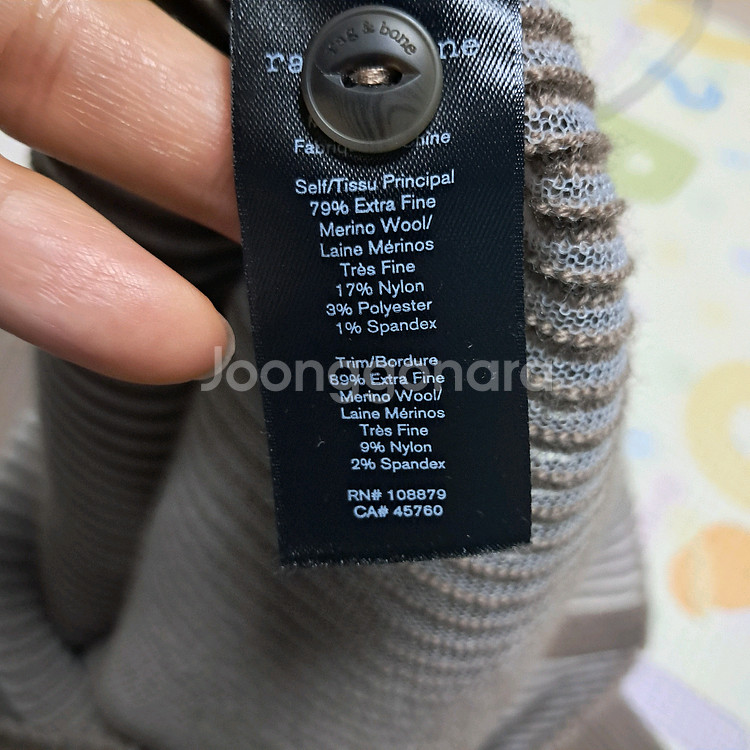 rag & bone
Self/Tissu Principal
79% Extra Fine
Merino Wool/
Laine Mérinos
Très Fine
17% Nylon
3% Polyester
1% Spandex
Trim/Bordure
89% Extra Fine
Merino Wool/
Laine Mérinos
Très Fine
9% Nylon
2% Spandex
RN# 108879
CA# 45760
Joonggonara